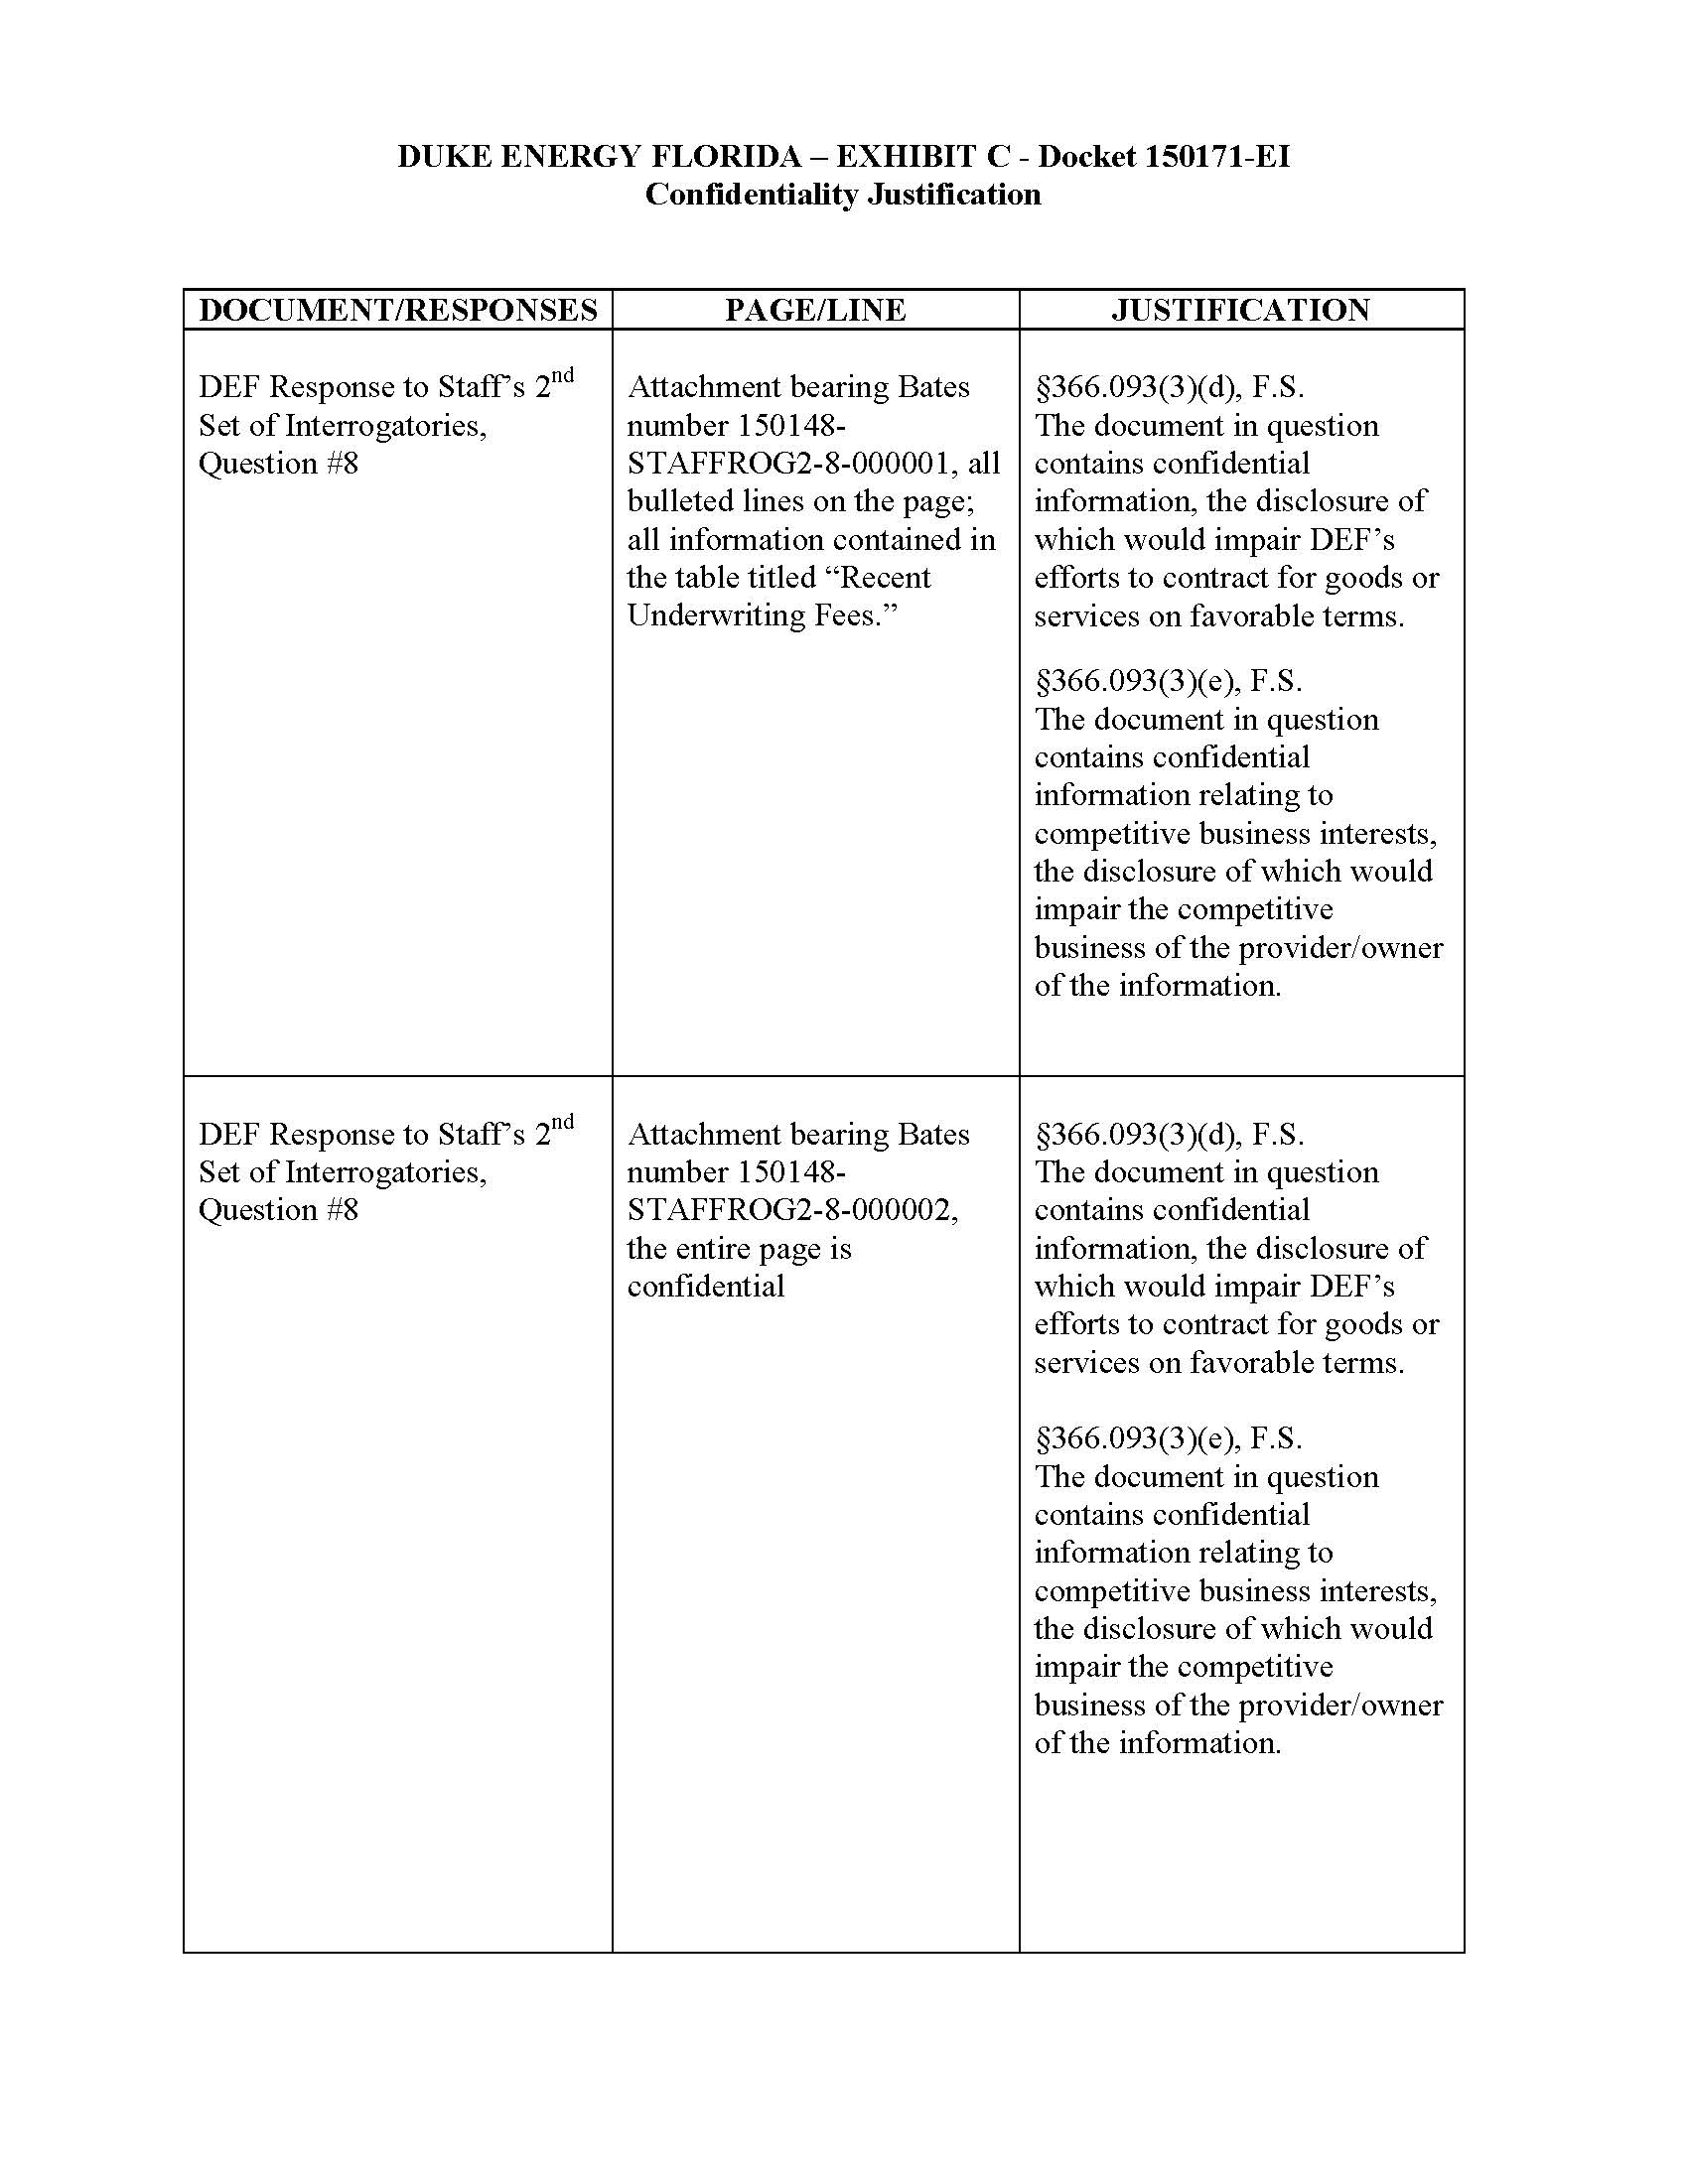 DUKE ENERGY FLORIDA – EXHIBIT C - Docket 150171-EI
Confidentiality Justification
DOCUMENT/RESPONSES
PAGE/LINE
JUSTIFICATION
DEF Response to Staff’s 2nd
Set of Interrogatories,
Question #8
Attachment bearing Bates
number 150148-
STAFFROG2-8-000001, all
bulleted lines on the page;
all information contained in
the table titled “Recent
Underwriting Fees.”
§366.093(3)(d), F.S.
The document in question
contains confidential
information, the disclosure of
which would impair DEF’s
efforts to contract for goods or
services on favorable terms.
§366.093(3)(e), F.S.
The document in question
contains confidential
information relating to
competitive business interests,
the disclosure of which would
impair the competitive
business of the provider/owner
of the information.
DEF Response to Staff’s 2nd
Set of Interrogatories,
Question #8
Attachment bearing Bates
number 150148-
STAFFROG2-8-000002,
the entire page is
confidential
§366.093(3)(d), F.S.
The document in question
contains confidential
information, the disclosure of
which would impair DEF’s
efforts to contract for goods or
services on favorable terms.
§366.093(3)(e), F.S.
The document in question
contains confidential
information relating to
competitive business interests,
the disclosure of which would
impair the competitive
business of the provider/owner
of the information.